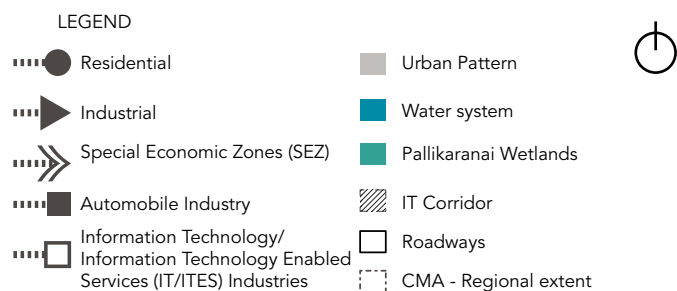 LEGEND
Residential
Industrial
Special Economic Zones (SEZ)
Automobile Industry
Information Technology/
Information Technology Enabled
Services (IT/ITES) Industries
Urban Pattern
Water system
Pallikaranai Wetlands
IT Corridor
Roadways
CMA - Regional extent